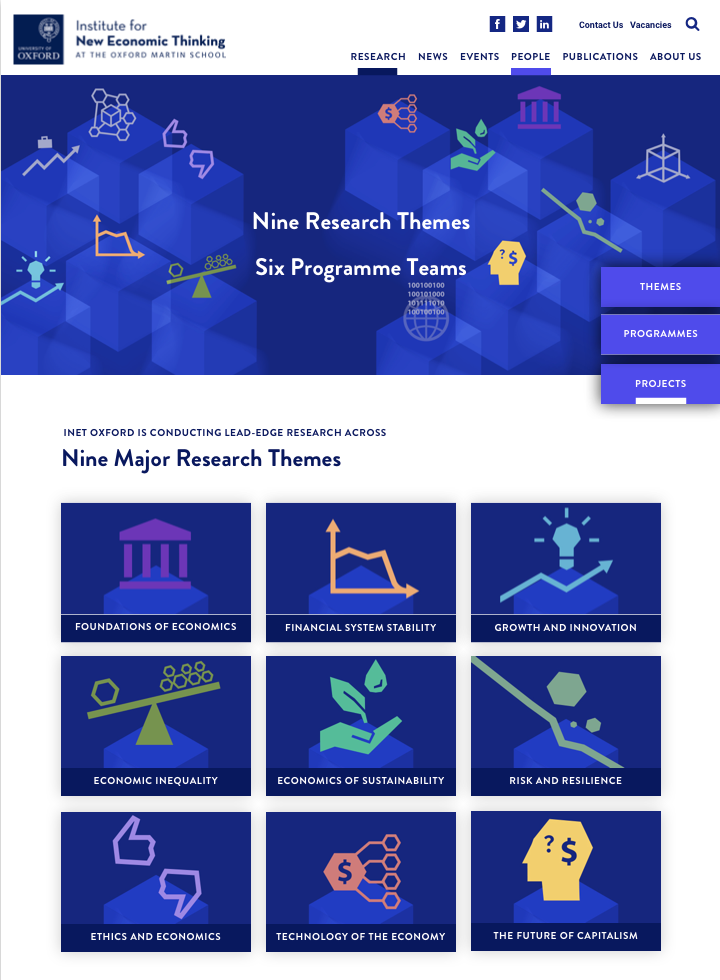 UNIVERSITY OF
OXFORD
Institute for
New Economic Thinking
AT THE OXFORD MARTIN SCHOOL
Contact Us Vacancies
RESEARCH NEWS EVENTS PEOPLE PUBLICATIONS ABOUT US
Nine Research Themes
Six Programme Teams
? $
100100100
100101000
101111010
100100100
THEMES
PROGRAMMES
PROJECTS
INET OXFORD IS CONDUCTING LEAD-EDGE RESEARCH ACROSS
Nine Major Research Themes
FOUNDATIONS OF ECONOMICS
FINANCIAL SYSTEM STABILITY
GROWTH AND INNOVATION
ECONOMIC INEQUALITY
ECONOMICS OF SUSTAINABILITY
RISK AND RESILIENCE
$
? $
ETHICS AND ECONOMICS
TECHNOLOGY OF THE ECONOMY
THE FUTURE OF CAPITALISM